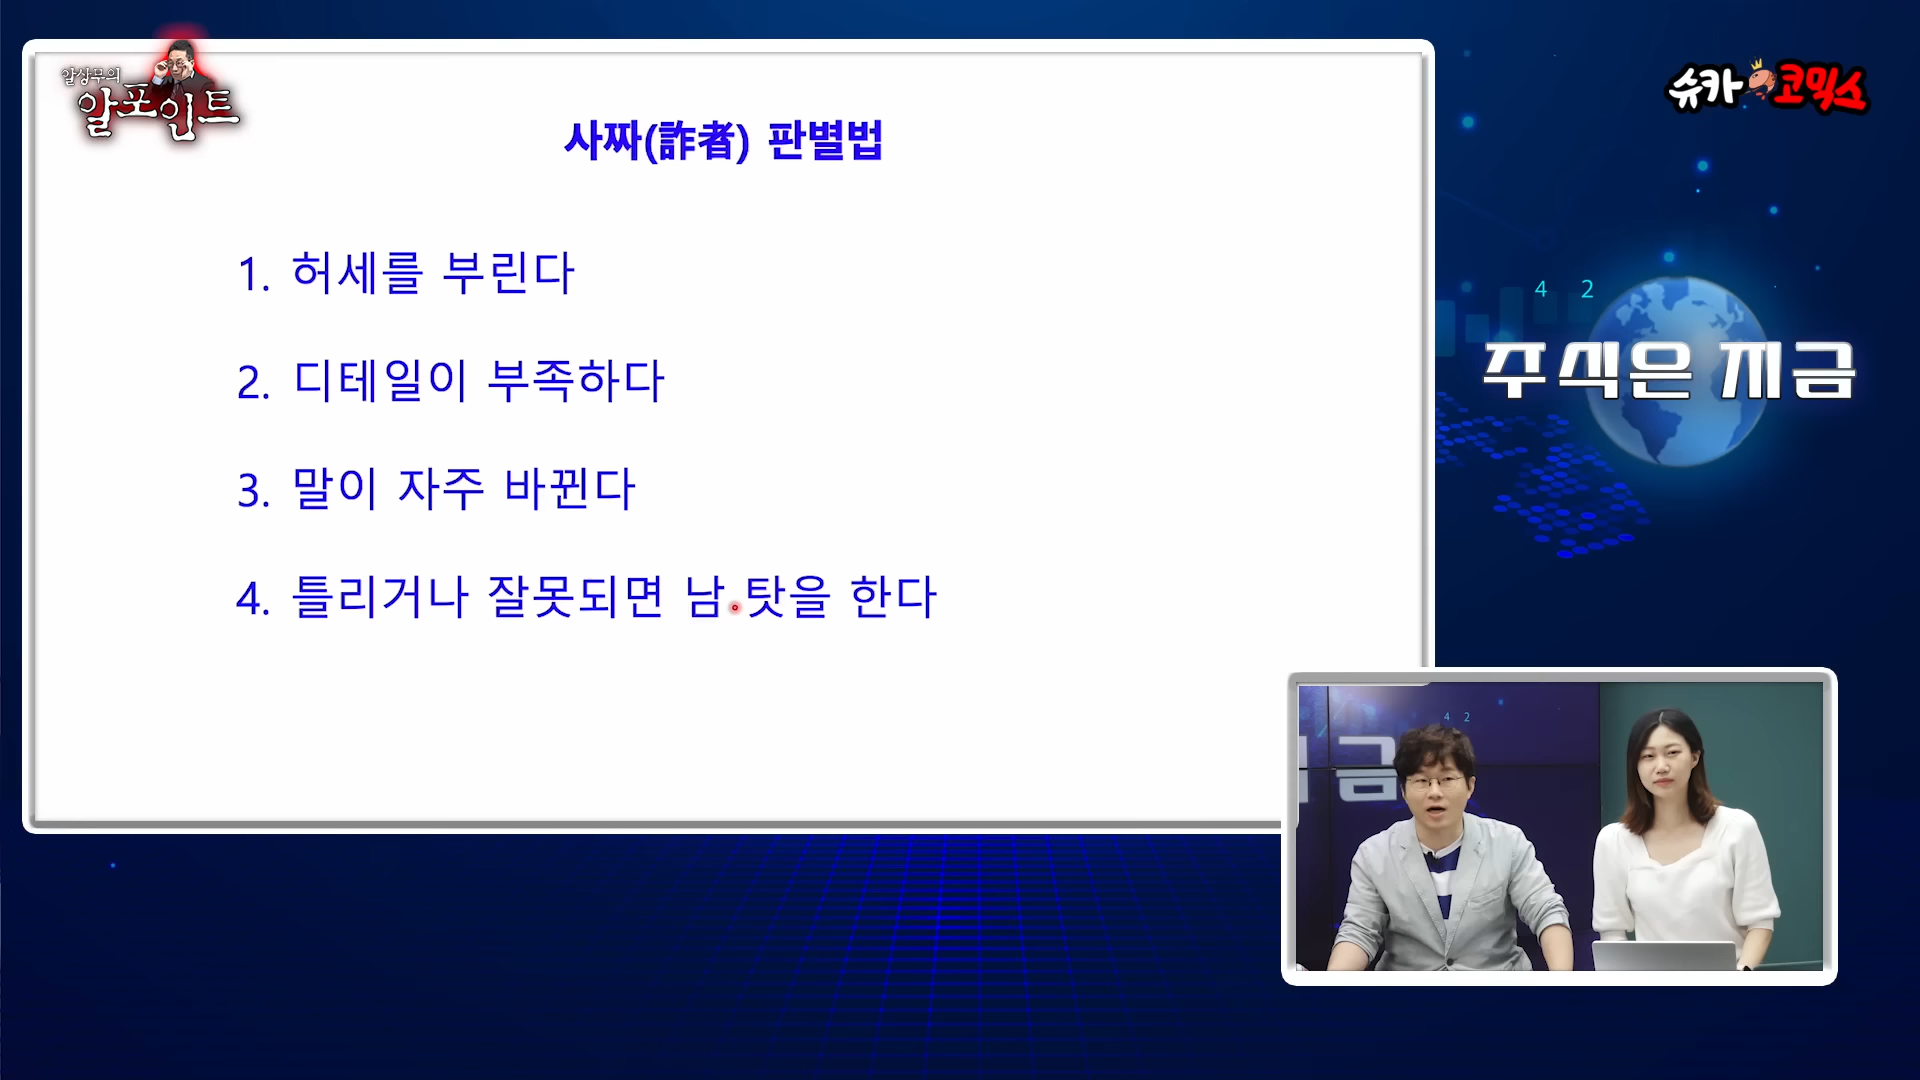 알상무의
알포인트
슈카코믹스
사짜(詐者) 판별법
1. 허세를 부린다
2. 디테일이 부족하다
3. 말이 자주 바뀐다
4. 틀리거나 잘못되면 남 탓을 한다
4 2
주식은 지금
4 2
금